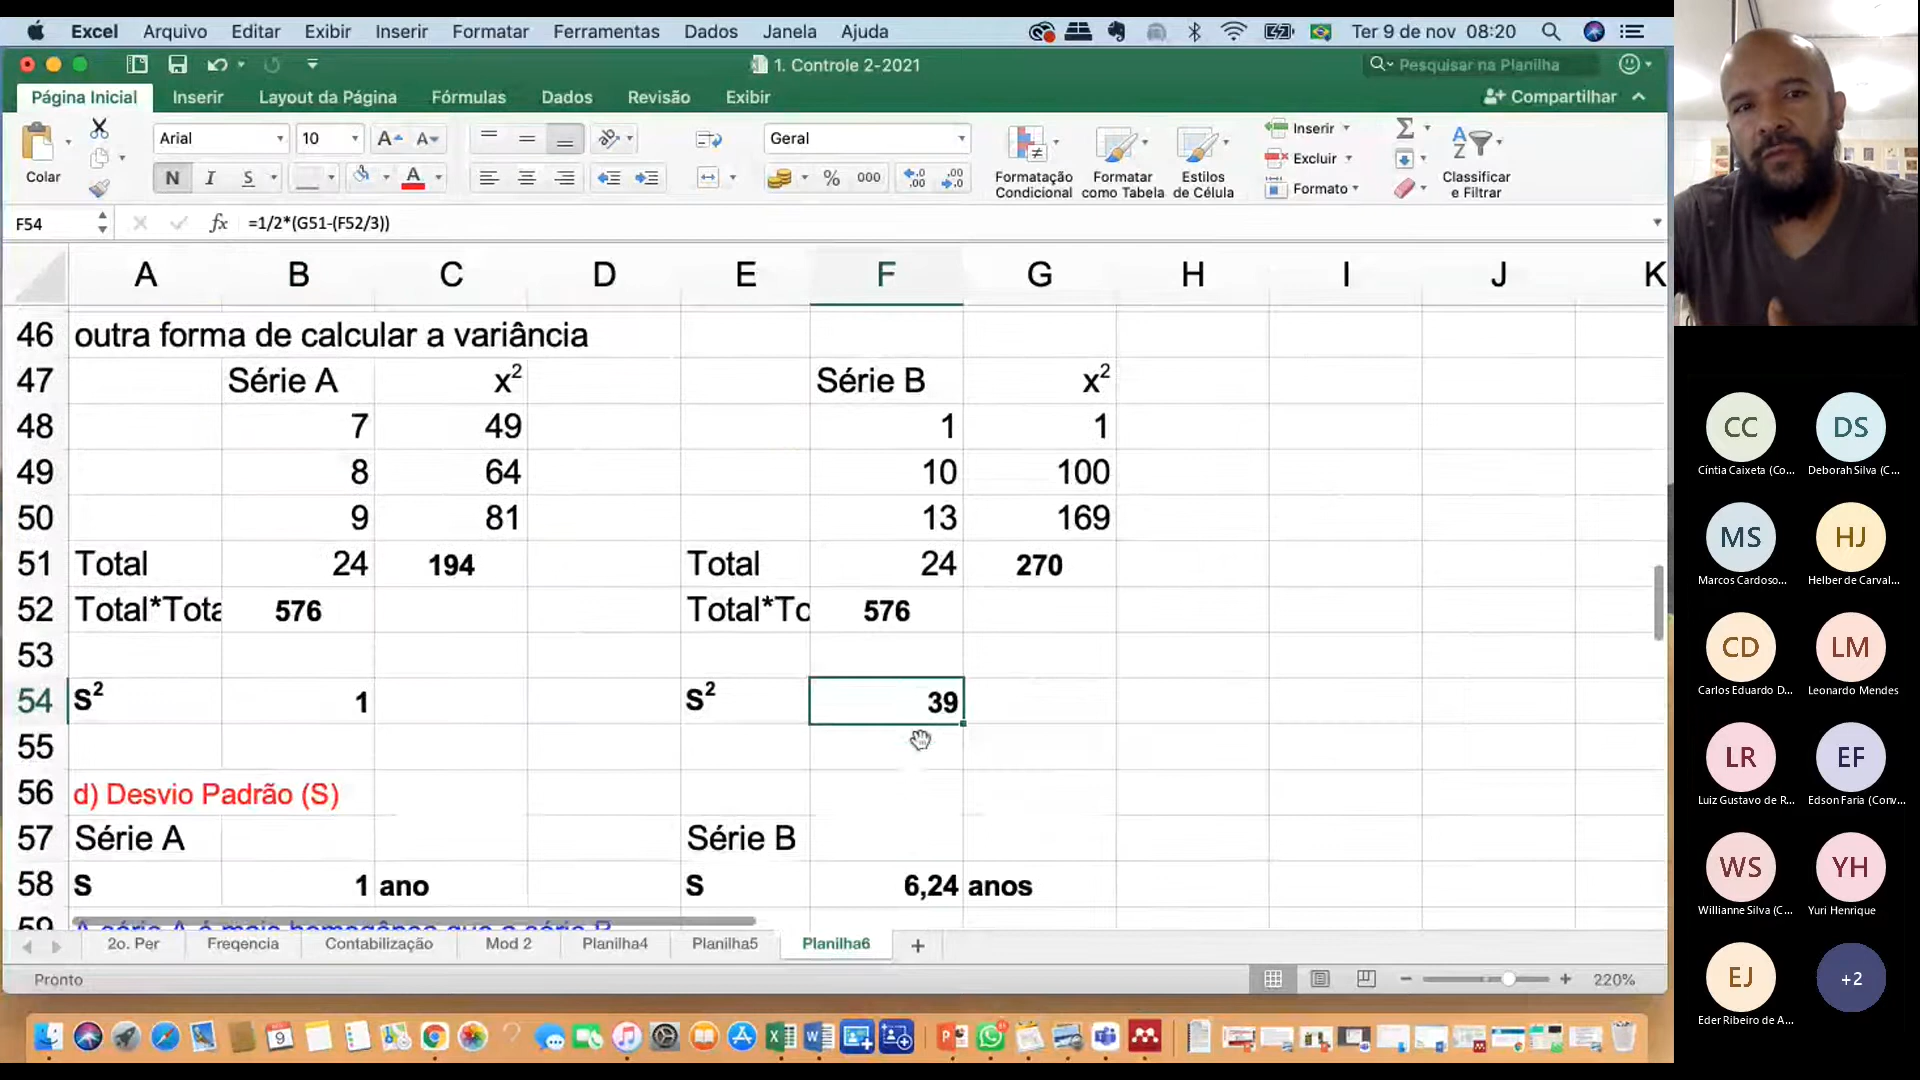 Excel Arquivo Editar Exibir Inserir Formatar Ferramentas Dados Janela Ajuda Ter 9 de nov 08:20
1. Controle 2-2021
Pesquisar na Planilha
Página Inicial Inserir Layout da Página Fórmulas Dados Revisão Exibir Compartilhar
Colar
Arial 10
N I S
Geral
% 000
Formatação Condicional
Formatar como Tabela
Estilos de Célula
Inserir
Excluir
Formato
Classificar e Filtrar
F54 fx =1/2*(G51-(F52/3))
A B C D E F G H I J K
46 outra forma de calcular a variância
47 Série A x² Série B x²
48 7 49 1 1
49 8 64 10 100
50 9 81 13 169
51 Total 24 194 Total 24 270
52 Total*Tota 576 Total*To 576
53
54 S² 1 S² 39
55
56 d) Desvio Padrão (S)
57 Série A Série B
58 S 1 ano S 6,24 anos
59 A série A é mais homogênea que a série B
2o. Per Freqencia Contabilização Mod 2 Planilha4 Planilha5 Planilha6
Pronto 220%
CC DS
Cíntia Caixeta (Co... Deborah Silva (C...
MS HJ
Marcos Cardoso... Helber de Carval...
CD LM
Carlos Eduardo D... Leonardo Mendes
LR EF
Luiz Gustavo de R... Edson Faria (Conv...
WS YH
Willianne Silva (C... Yuri Henrique
EJ +2
Eder Ribeiro de A...